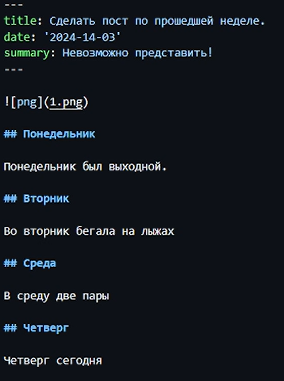 ---
title: Сделать пост по прошедшей неделе.
date: '2024-14-03'
summary: Невозможно представить!
---
![png](1.png)
## Понедельник
Понедельник был выходной.
## Вторник
Во вторник бегала на лыжах
## Среда
В среду две пары
## Четверг
Четверг сегодня